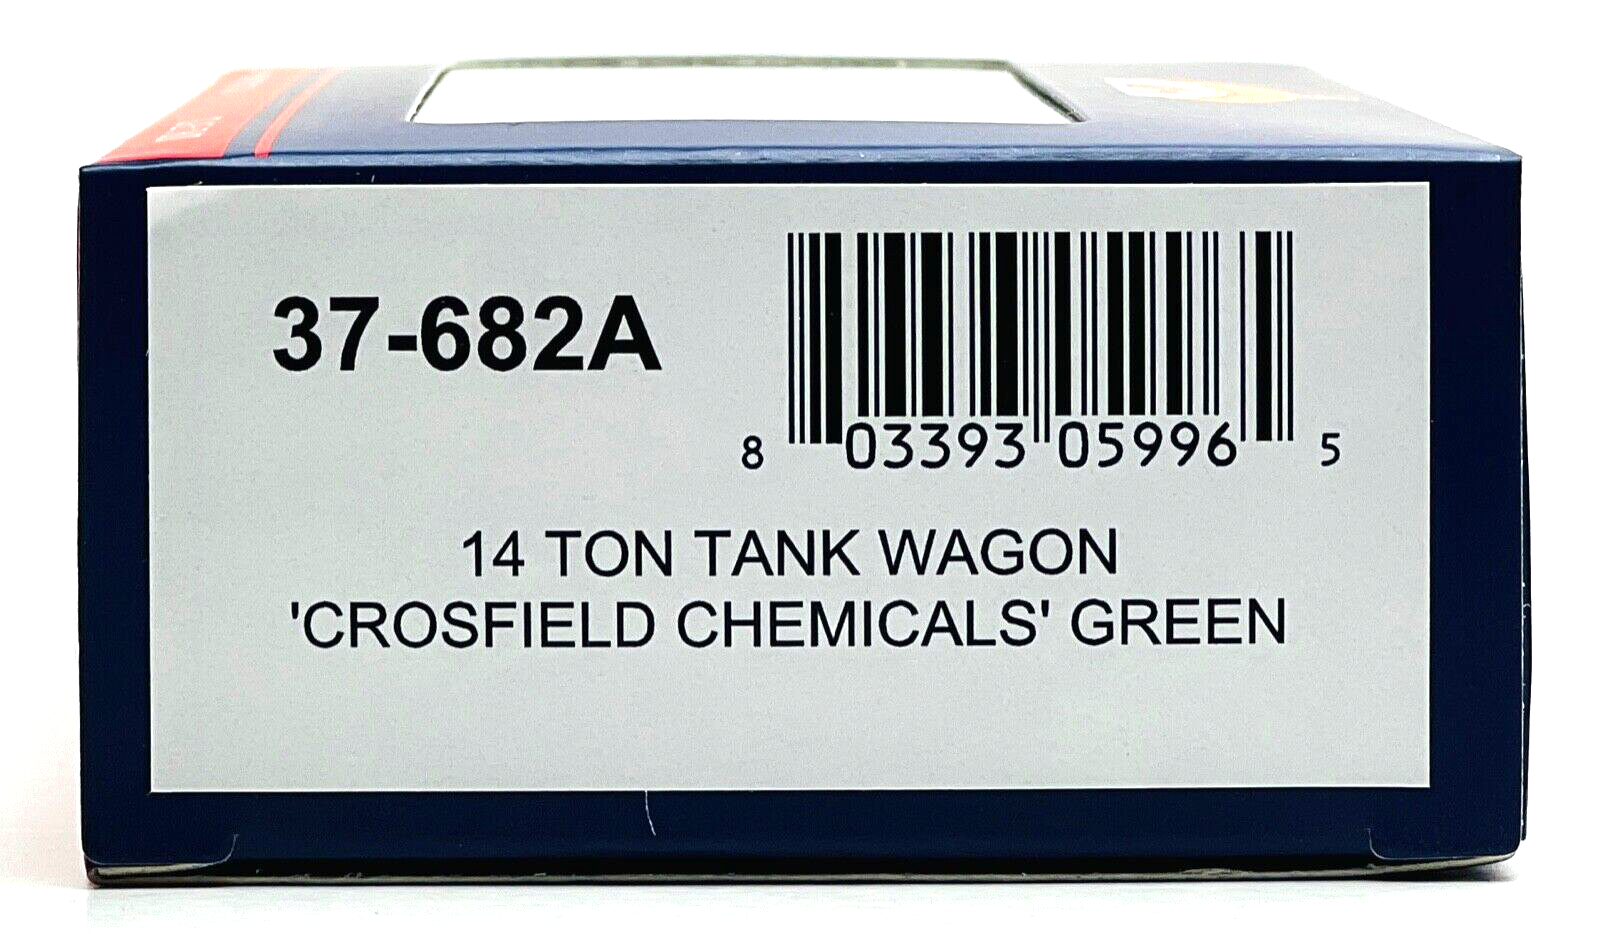 37-682A
8 03393 05996 5
14 TON TANK WAGON
'CROSFIELD CHEMICALS' GREEN